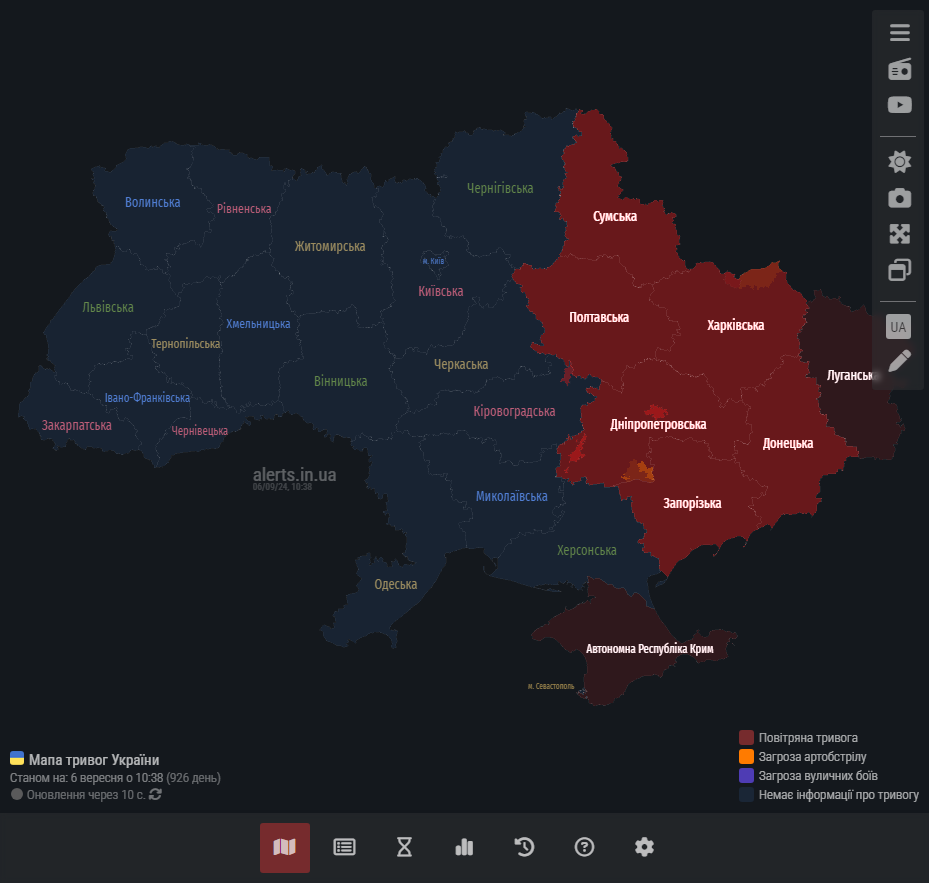 UA
Чернігівська
Волинська
Рівненська
Сумська
Житомирська
м. Київ
Київська
Львівська
Полтавська
Хмельницька
Харківська
Тернопільська
Черкаська
Луганськ
Вінницька
Івано-Франківська
Кіровоградська
Закарпатська
Чернівецька
Дніпропетровська
Донецька
alerts.in.ua
06/09/24, 10:38
Миколаївська
Запорізька
Херсонська
Одеська
Автономна Республіка Крим
м. Севастополь
Мапа тривог України
Станом на: 6 вересня о 10:38 (926 день)
Оновлення через 10 с.
Повітряна тривога
Загроза артобстрілу
Загроза вуличних боїв
Немає інформації про тривогу